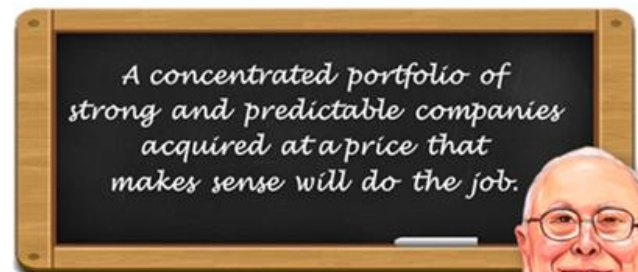 A concentrated portfolio of
strong and predictable companies
acquired at a price that
makes sense will do the job.